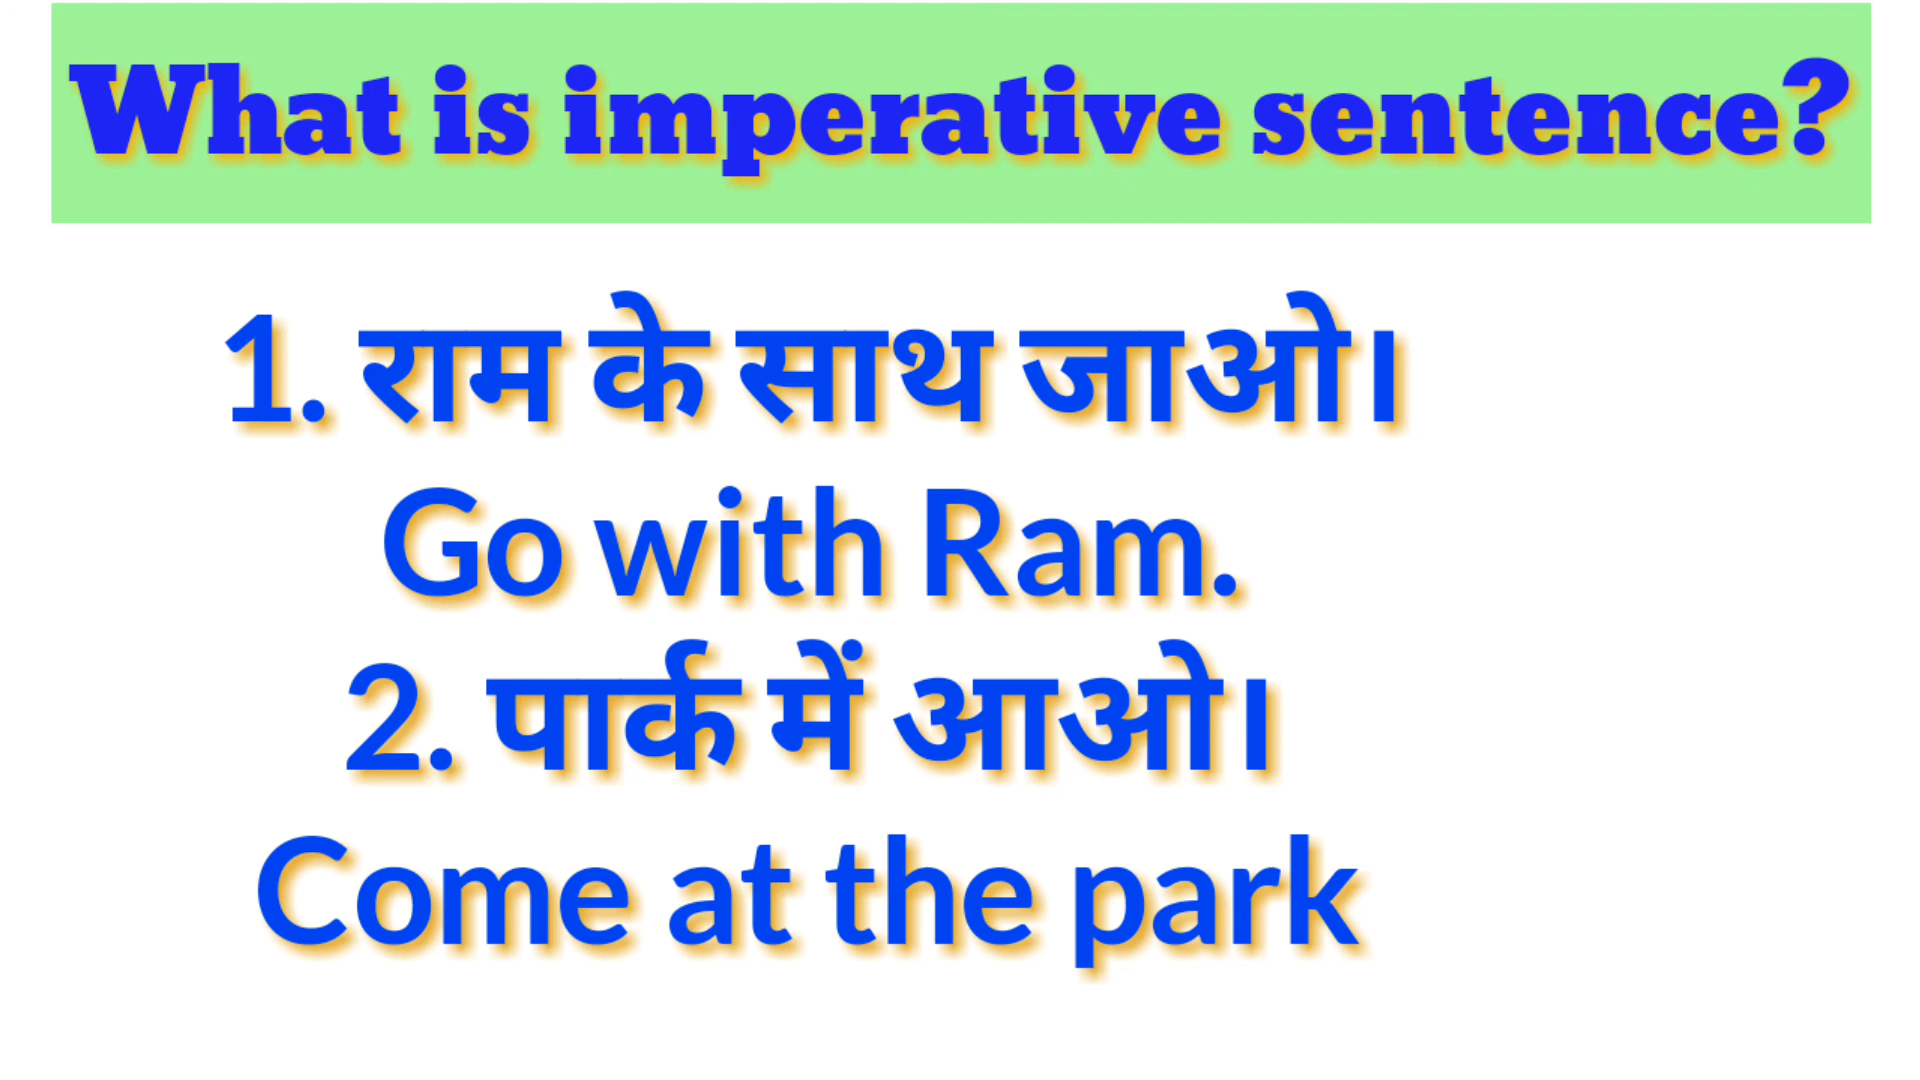 What is imperative sentence?
1. राम के साथ जाओ।
Go with Ram.
2. पार्क में आओ।
Come at the park